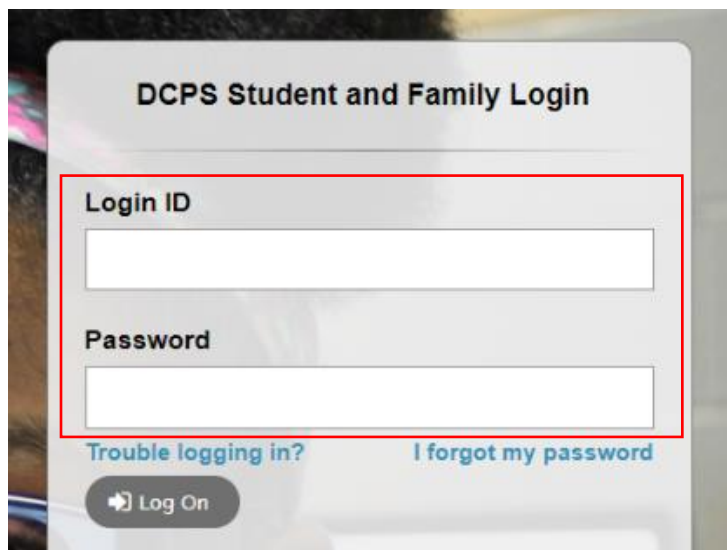 DCPS Student and Family Login
Login ID
Password
Trouble logging in? I forgot my password
Log On